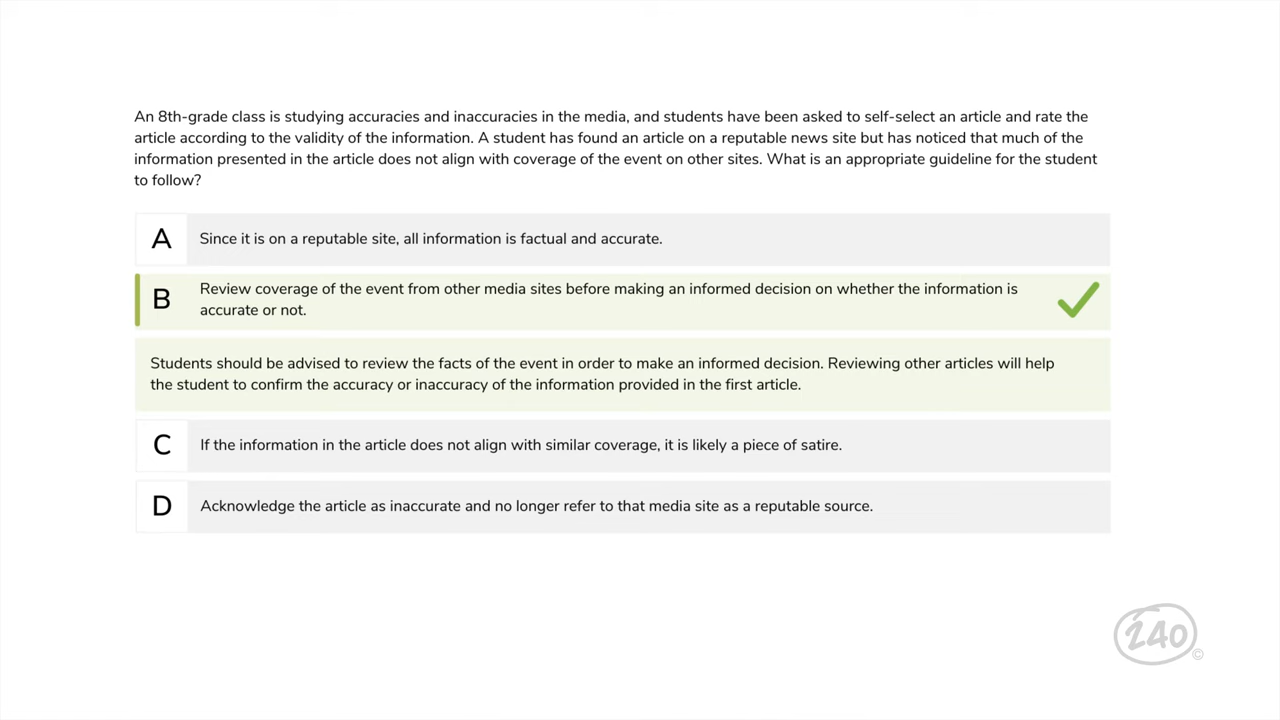 An 8th-grade class is studying accuracies and inaccuracies in the media, and students have been asked to self-select an article and rate the
article according to the validity of the information. A student has found an article on a reputable news site but has noticed that much of the
information presented in the article does not align with coverage of the event on other sites. What is an appropriate guideline for the student
to follow?
A
Since it is on a reputable site, all information is factual and accurate.
B
Review coverage of the event from other media sites before making an informed decision on whether the information is
accurate or not.
Students should be advised to review the facts of the event in order to make an informed decision. Reviewing other articles will help
the student to confirm the accuracy or inaccuracy of the information provided in the first article.
C
If the information in the article does not align with similar coverage, it is likely a piece of satire.
D
Acknowledge the article as inaccurate and no longer refer to that media site as a reputable source.
240
©